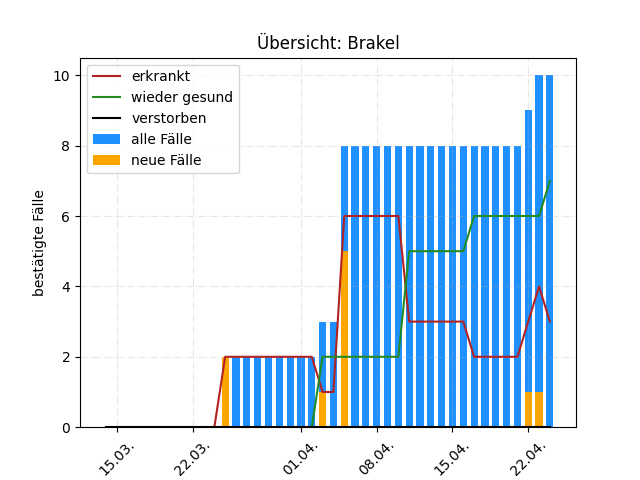 Übersicht: Brakel
bestätigte Fälle
10
8
6
4
2
0
erkrankt
wieder gesund
verstorben
alle Fälle
neue Fälle
15.03.
22.03.
01.04.
08.04.
15.04.
22.04.